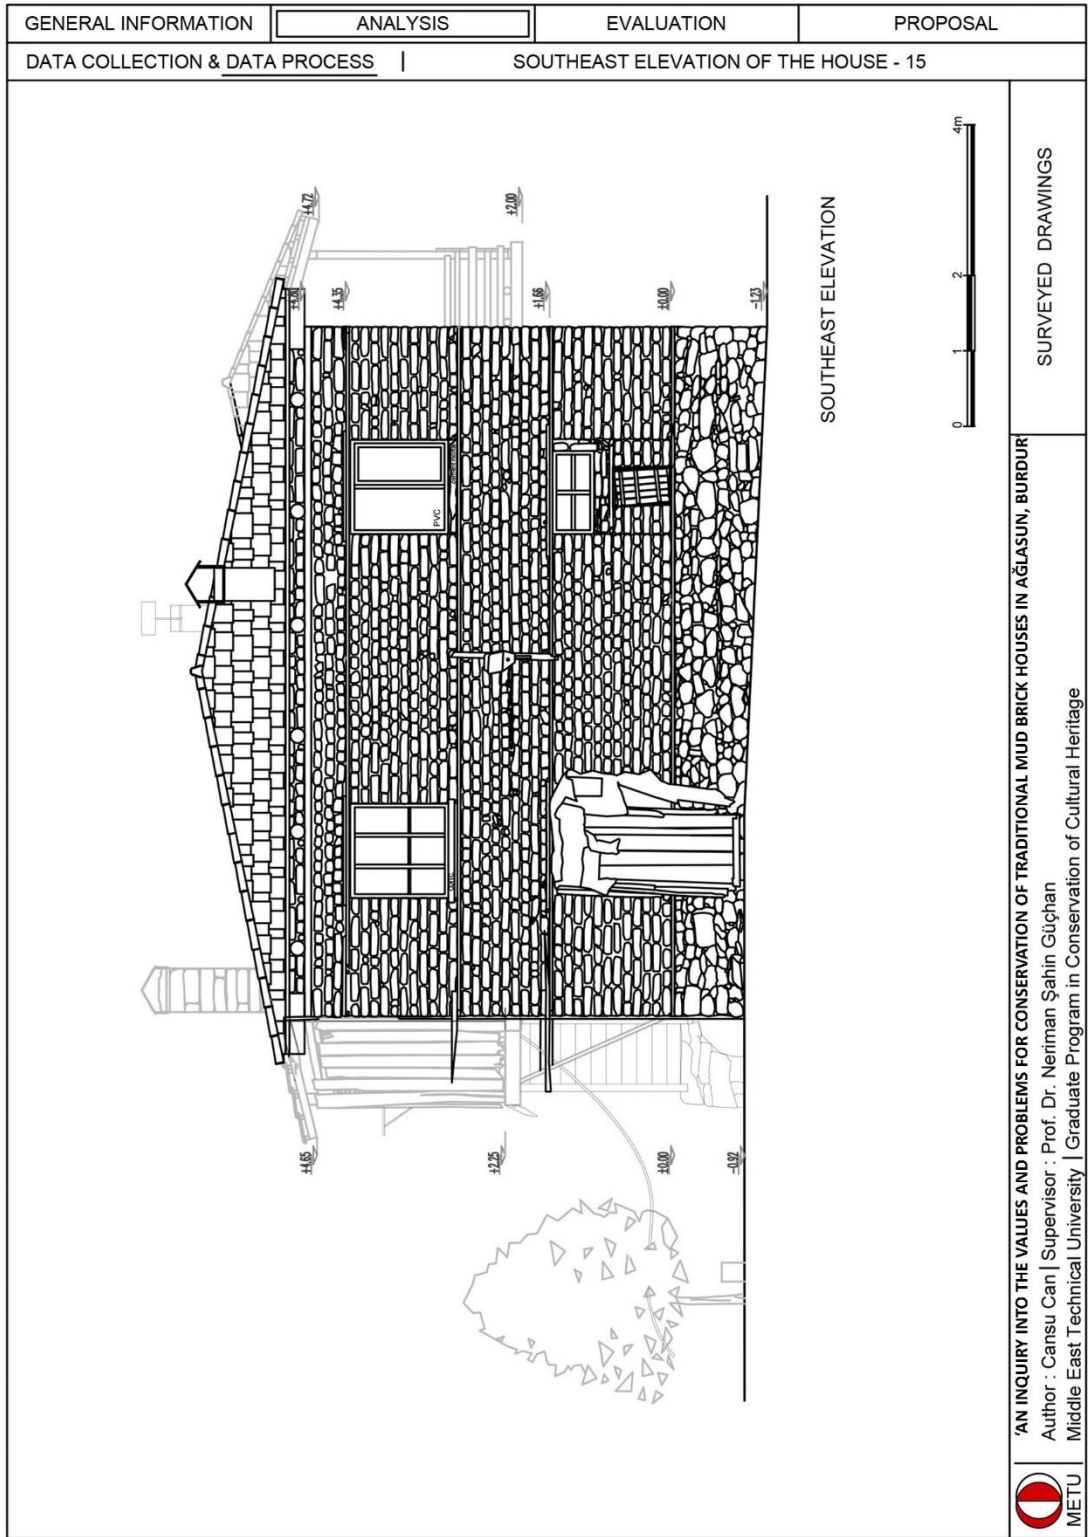 GENERAL INFORMATION
ANALYSIS
EVALUATION
PROPOSAL
DATA COLLECTION & DATA PROCESS |
SOUTHEAST ELEVATION OF THE HOUSE - 15
+4.72
+4.35
+2.00
+1.66
±0.00
-1.23
PVC
+4.65
+2.25
±0.00
-0.92
SOUTHEAST ELEVATION
0 1 2 4m
SURVEYED DRAWINGS
'AN INQUIRY INTO THE VALUES AND PROBLEMS FOR CONSERVATION OF TRADITIONAL MUD BRICK HOUSES IN AĞLASUN, BURDUR'
Author : Cansu Can | Supervisor : Prof. Dr. Neriman Şahin Güçhan
Middle East Technical University | Graduate Program in Conservation of Cultural Heritage
METU